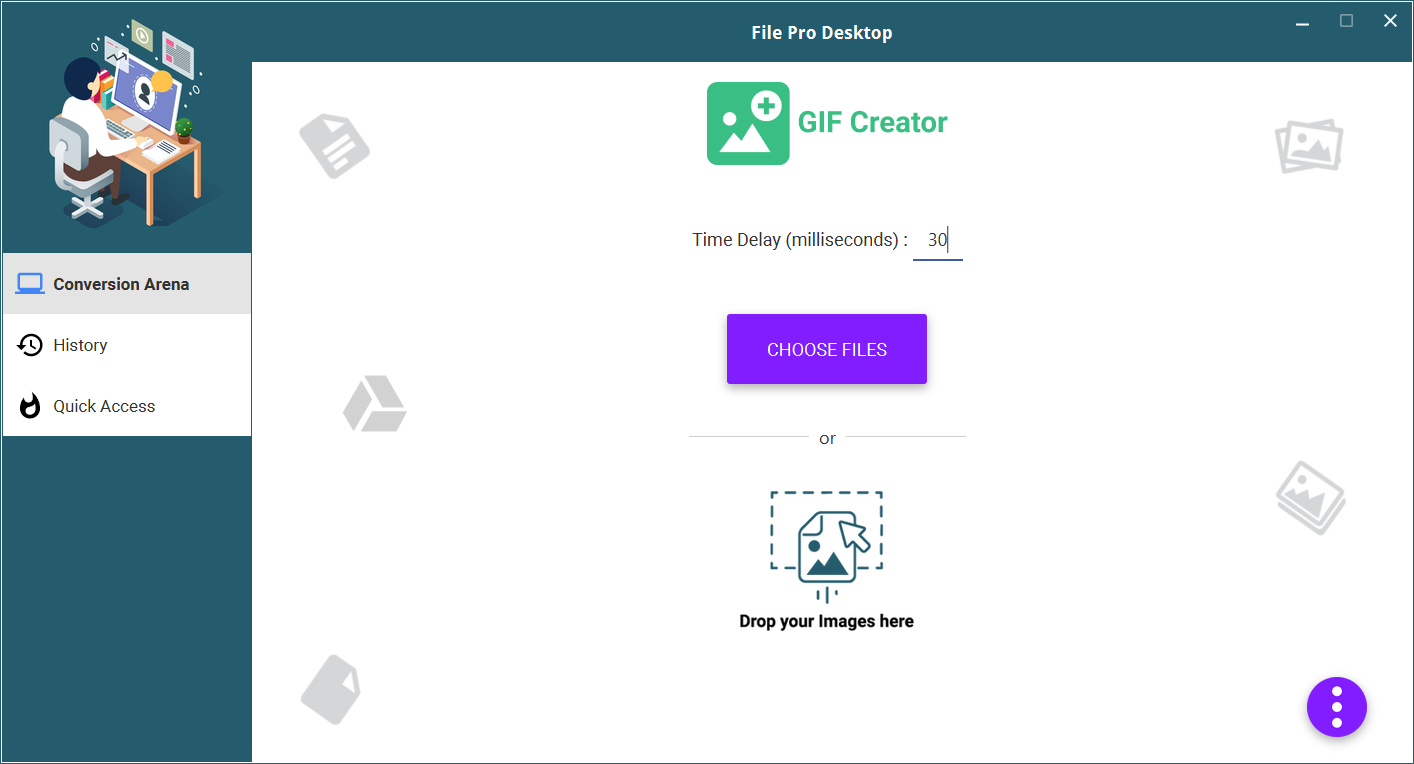 File Pro Desktop
GIF Creator
Time Delay (milliseconds) : 30
Conversion Arena
History
Quick Access
CHOOSE FILES
or
Drop your Images here